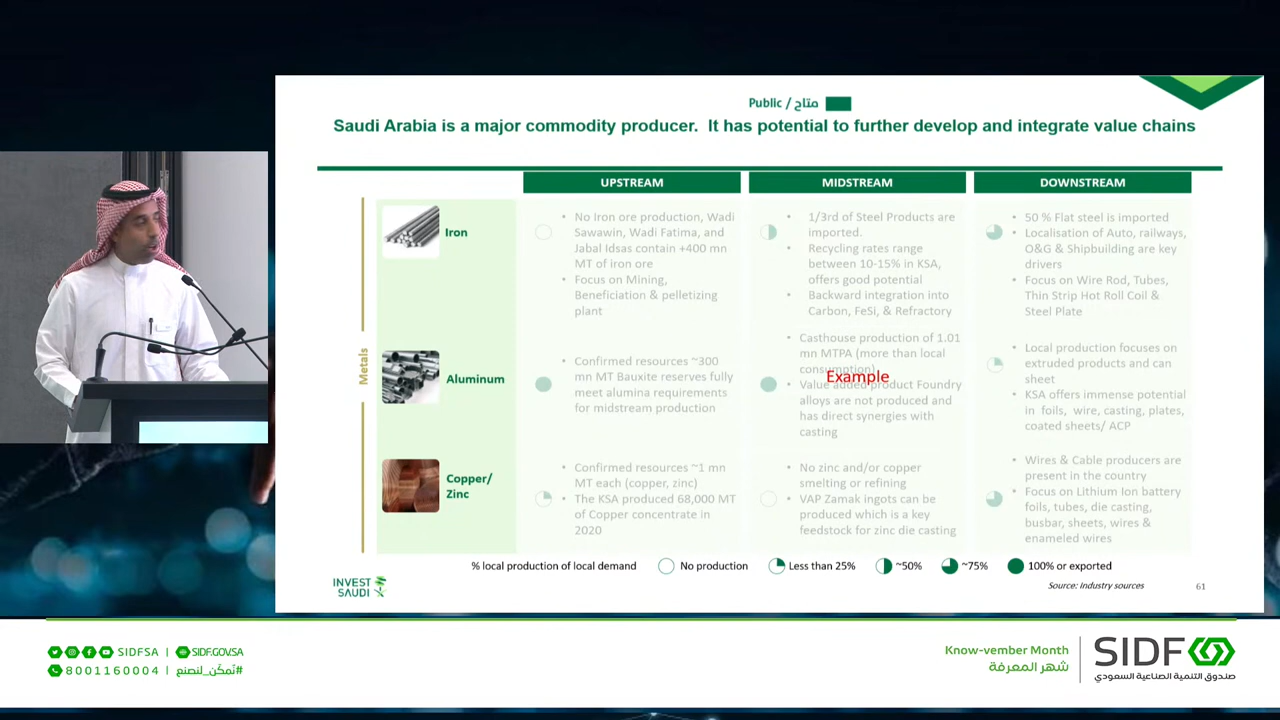 Public / متاح
Saudi Arabia is a major commodity producer. It has potential to further develop and integrate value chains
UPSTREAM
MIDSTREAM
DOWNSTREAM
Metals
Iron
• No Iron ore production, Wadi
Sawawin, Wadi Fatima, and
Jabal Idsas contain +400 mn
MT of iron ore
• Focus on Mining,
Beneficiation & pelletizing
plant
• 1/3rd of Steel Products are
imported.
• Recycling rates range
between 10-15% in KSA,
offers good potential
• Backward integration into
Carbon, FeSi, & Refractory
• 50 % Flat steel is imported
• Localisation of Auto, railways,
O&G & Shipbuilding are key
drivers
• Focus on Wire Rod, Tubes,
Thin Strip Hot Roll Coil &
Steel Plate
Aluminum
• Confirmed resources ~300
mn MT Bauxite reserves fully
meet alumina requirements
for midstream production
• Casthouse production of 1.01
mn MTPA (more than local
consumption)
Example
• Value added product Foundry
alloys are not produced and
has direct synergies with
casting
• Local production focuses on
extruded products and can
sheet
• KSA offers immense potential
in foils, wire, casting, plates,
coated sheets/ ACP
Copper/
Zinc
• Confirmed resources ~1 mn
MT each (copper, zinc)
• The KSA produced 68,000 MT
of Copper concentrate in
2020
• No zinc and/or copper
smelting or refining
• VAP Zamak ingots can be
produced which is a key
feedstock for zinc die casting
• Wires & Cable producers are
present in the country
• Focus on Lithium Ion battery
foils, tubes, die casting,
busbar, sheets, wires &
enameled wires
% local production of local demand
No production
Less than 25%
~50%
~75%
100% or exported
INVEST
SAUDI
Source: Industry sources
61
SIDFSA | SIDF.GOV.SA
8001160004 | #نُمكّن_لنصنع
Know-vember Month
شهر المعرفة
SIDF
صندوق التنمية الصناعية السعودي